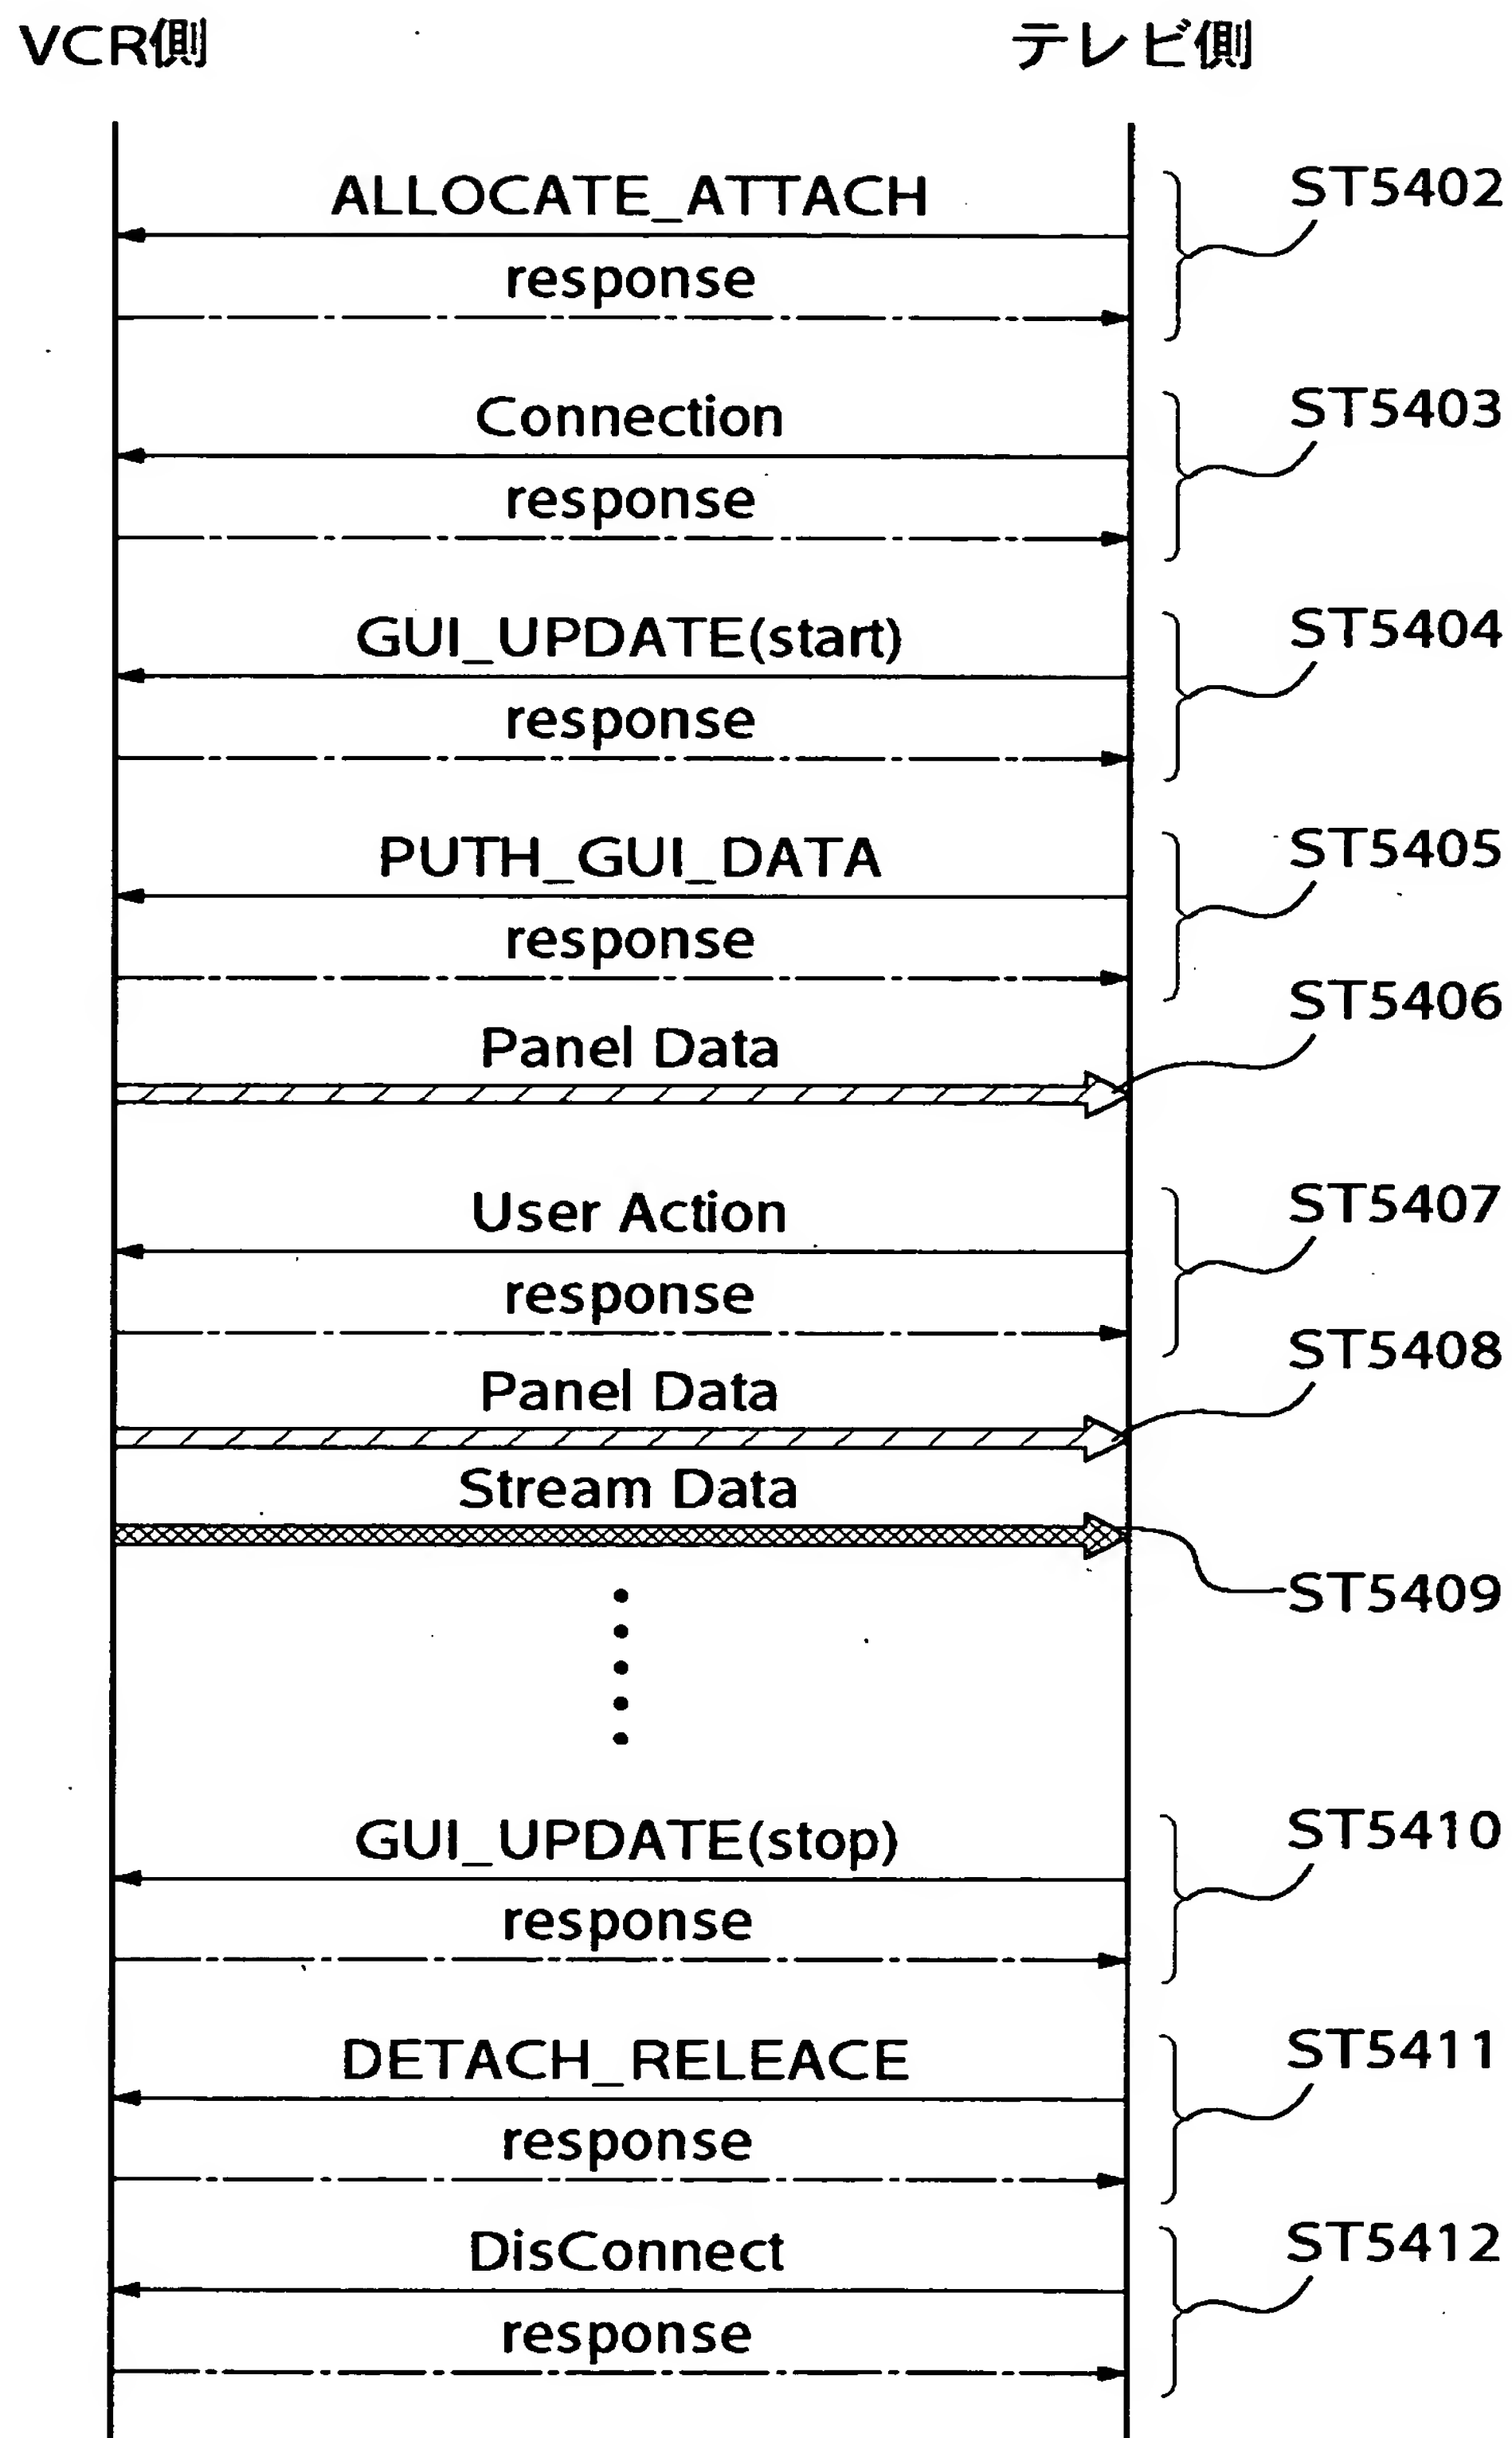 VCR側
テレビ側
ALLOCATE_ATTACH
ST5402
response
Connection
ST5403
response
GUI_UPDATE(start)
ST5404
response
PUTH_GUI_DATA
ST5405
response
ST5406
Panel Data
User Action
ST5407
response
ST5408
Panel Data
Stream Data
ST5409
GUI_UPDATE(stop)
ST5410
response
DETACH_RELEACE
ST5411
response
DisConnect
ST5412
response